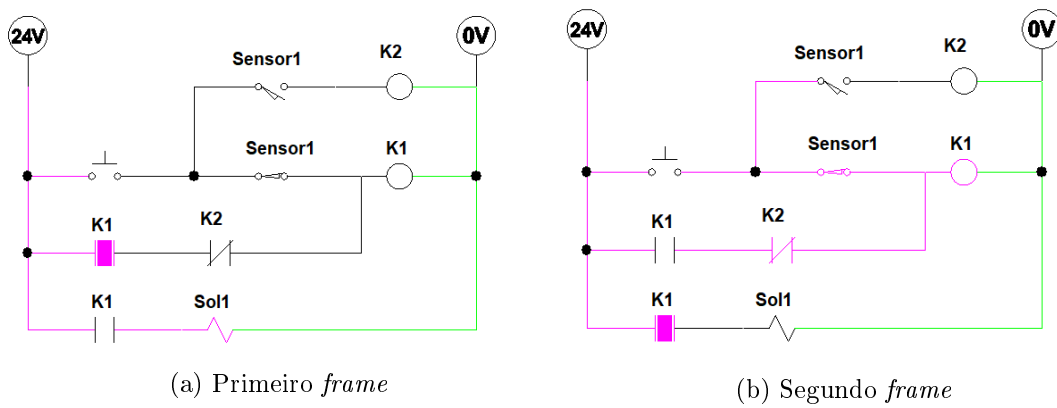 24V
0V
Sensor1
K2
Sensor1
K1
K1
K2
K1
Sol1
(a) Primeiro frame
24V
0V
Sensor1
K2
Sensor1
K1
K1
K2
K1
Sol1
(b) Segundo frame